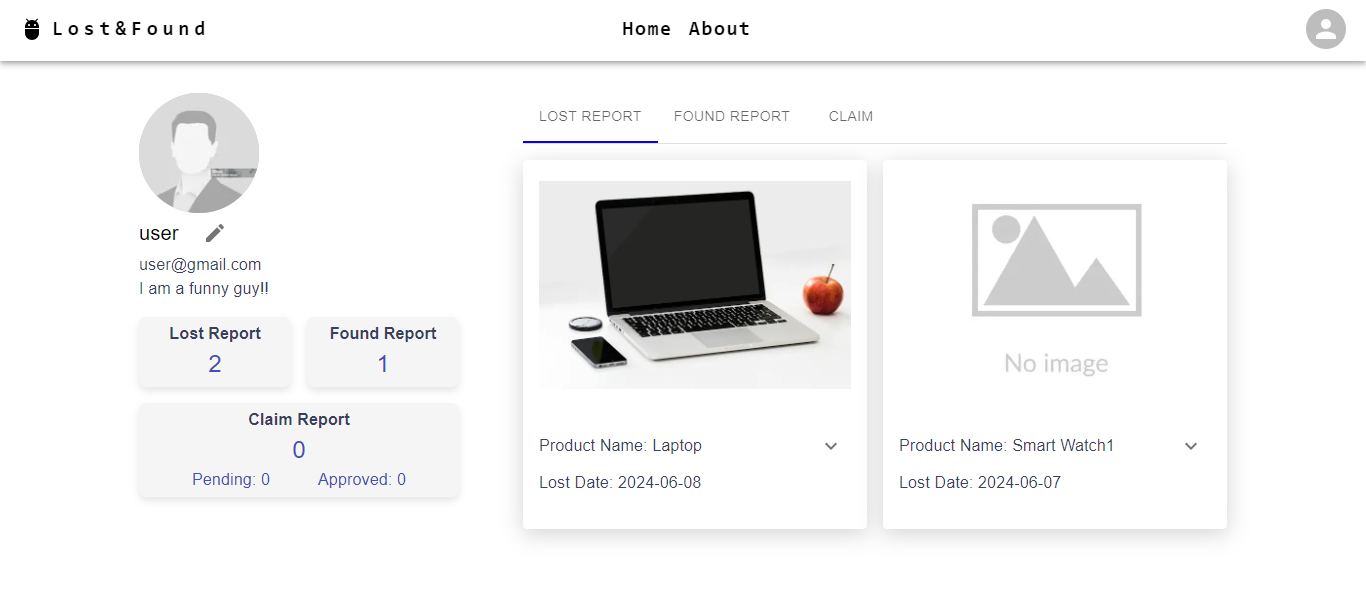 Lost&Found
Home About
user
user@gmail.com
I am a funny guy!!
Lost Report
2
Found Report
1
Claim Report
0
Pending: 0 Approved: 0
LOST REPORT FOUND REPORT CLAIM
Product Name: Laptop
Lost Date: 2024-06-08
No image
Product Name: Smart Watch1
Lost Date: 2024-06-07